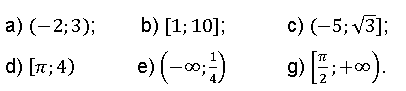 a) (−2;3);  b) [1; 10];  c) (−5; √3];
d) [π; 4)  e) (−∞; 1/4)  g) [π/2; +∞).